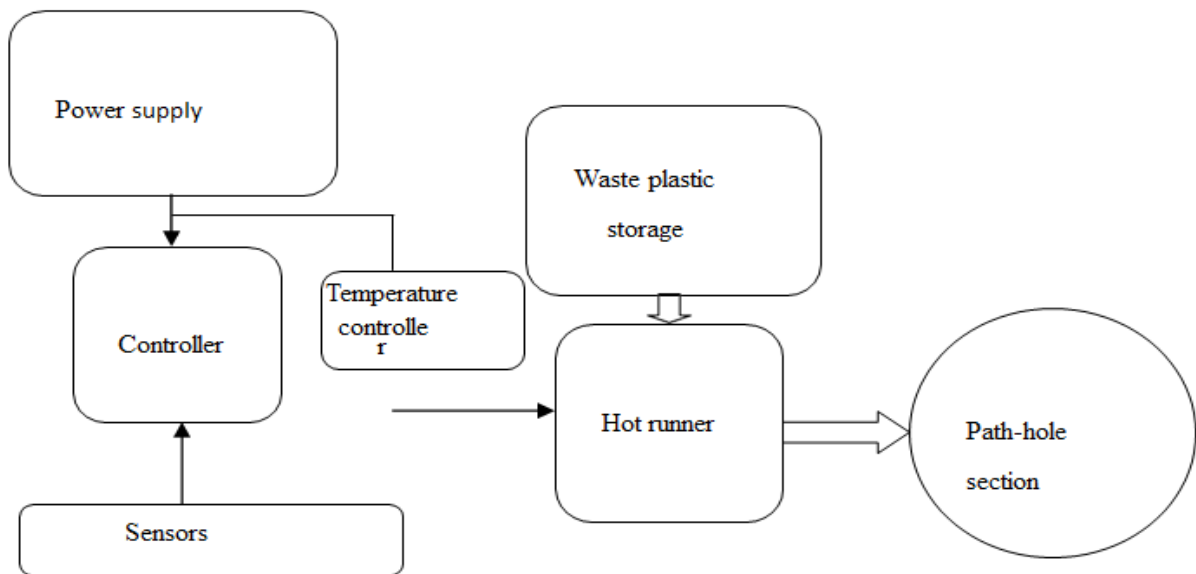 Power supply
Waste plastic
storage
Temperature
controlle
r
Controller
Hot runner
Path-hole
section
Sensors